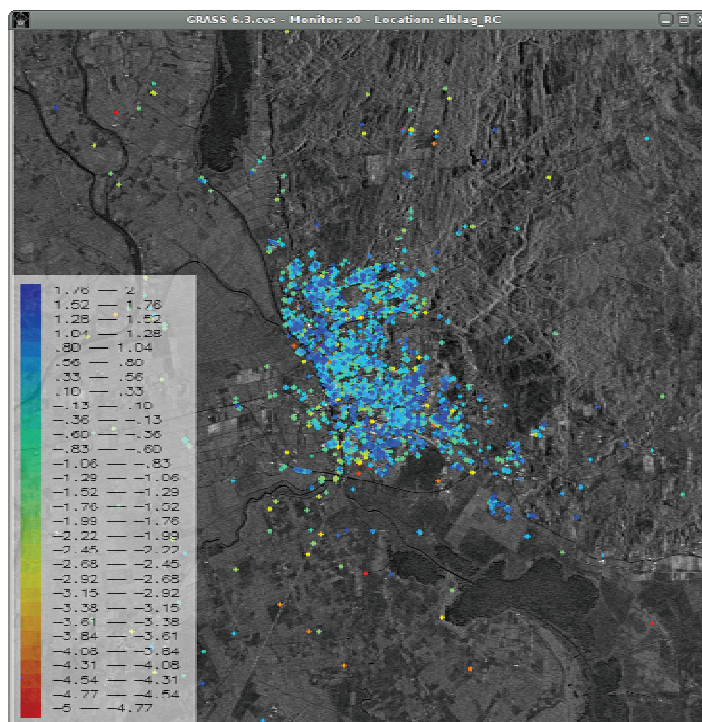 GRASS 6.3.cvs - Monitor: x0 - Location: elblag_RC
1.76 — 2
1.52 — 1.76
1.28 — 1.52
1.04 — 1.28
.80 — 1.04
.56 — .80
.33 — .56
.10 — .33
-.13 — .10
-.36 — -.13
-.60 — -.36
-.83 — -.60
-1.06 — -.83
-1.29 — -1.06
-1.52 — -1.29
-1.76 — -1.52
-1.99 — -1.76
-2.22 — -1.99
-2.45 — -2.22
-2.68 — -2.45
-2.92 — -2.68
-3.15 — -2.92
-3.38 — -3.15
-3.61 — -3.38
-3.84 — -3.61
-4.08 — -3.84
-4.31 — -4.08
-4.54 — -4.31
-4.77 — -4.54
-5 — -4.77